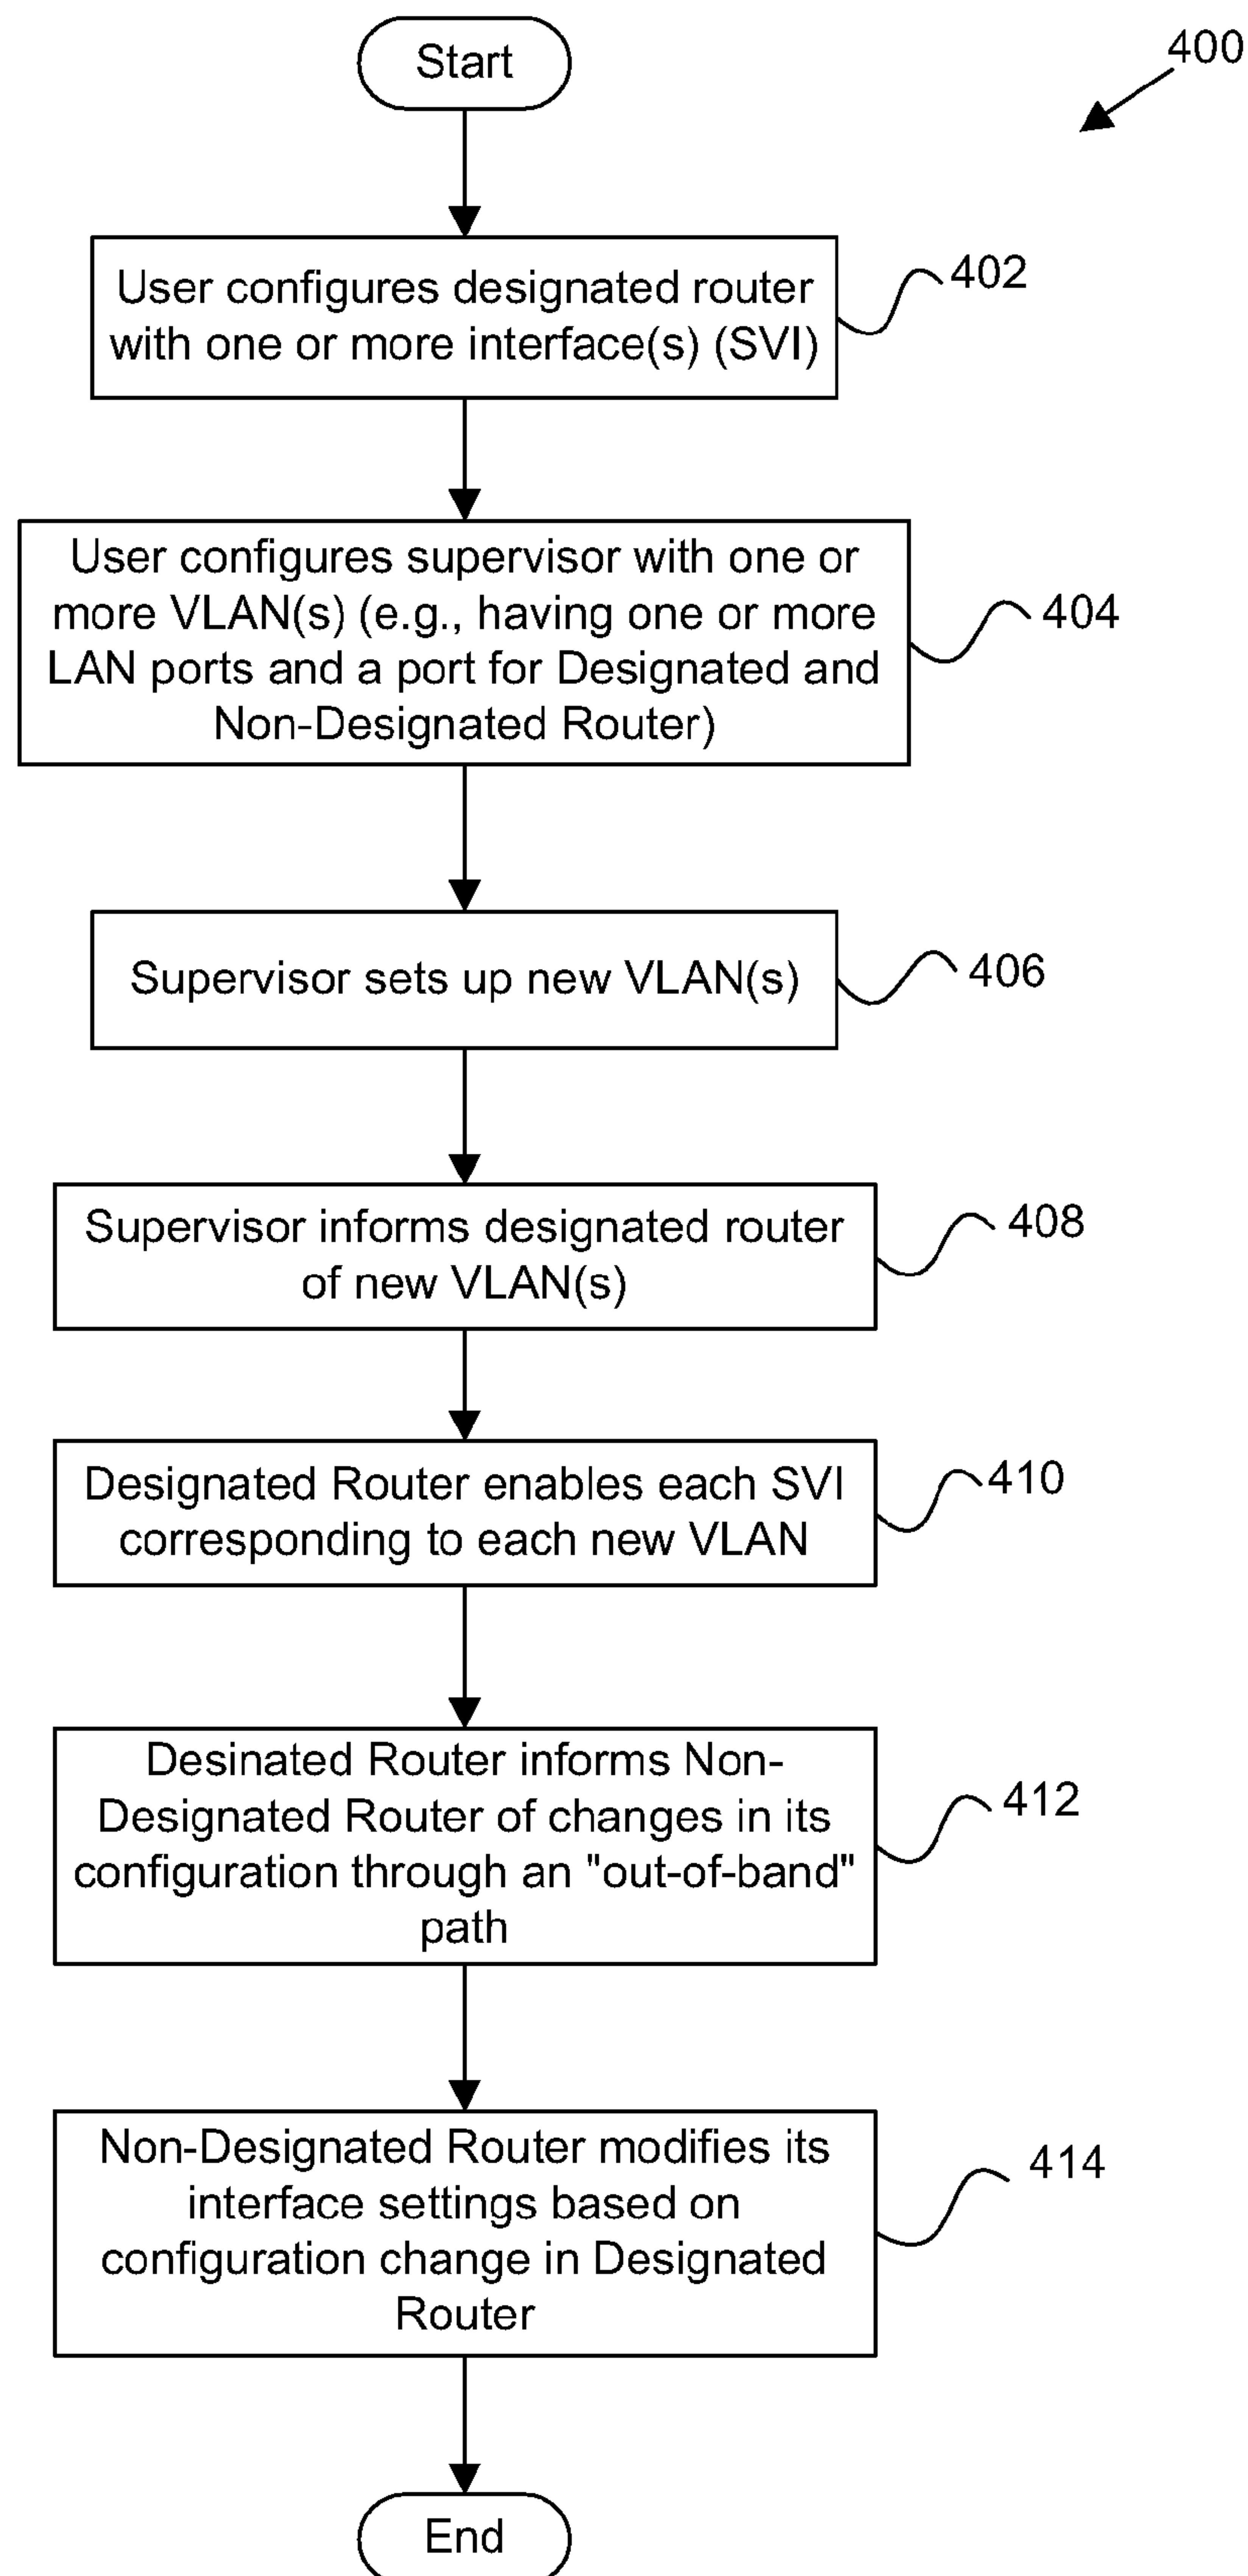 Start
400
User configures designated router
with one or more interface(s) (SVI)
402
User configures supervisor with one or
more VLAN(s) (e.g., having one or more
LAN ports and a port for Designated and
Non-Designated Router)
404
Supervisor sets up new VLAN(s)
406
Supervisor informs designated router
of new VLAN(s)
408
Designated Router enables each SVI
corresponding to each new VLAN
410
Desinated Router informs Non-
Designated Router of changes in its
configuration through an "out-of-band"
path
412
Non-Designated Router modifies its
interface settings based on
configuration change in Designated
Router
414
End